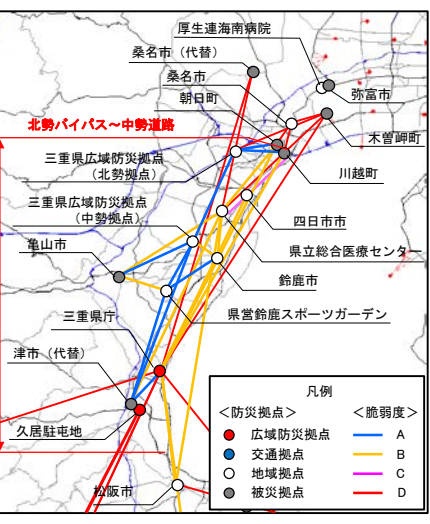 厚生連海南病院
桑名市（代替）
桑名市
朝日町
弥富市
北勢バイパス～中勢道路
木曽岬町
三重県広域防災拠点
（北勢拠点）
川越町
三重県広域防災拠点
（中勢拠点）
四日市市
亀山市
県立総合医療センター
鈴鹿市
県営鈴鹿スポーツガーデン
三重県庁
津市（代替）
久居駐屯地
松阪市
凡例
＜防災拠点＞ ＜脆弱度＞
広域防災拠点 A
交通拠点 B
地域拠点 C
被災拠点 D